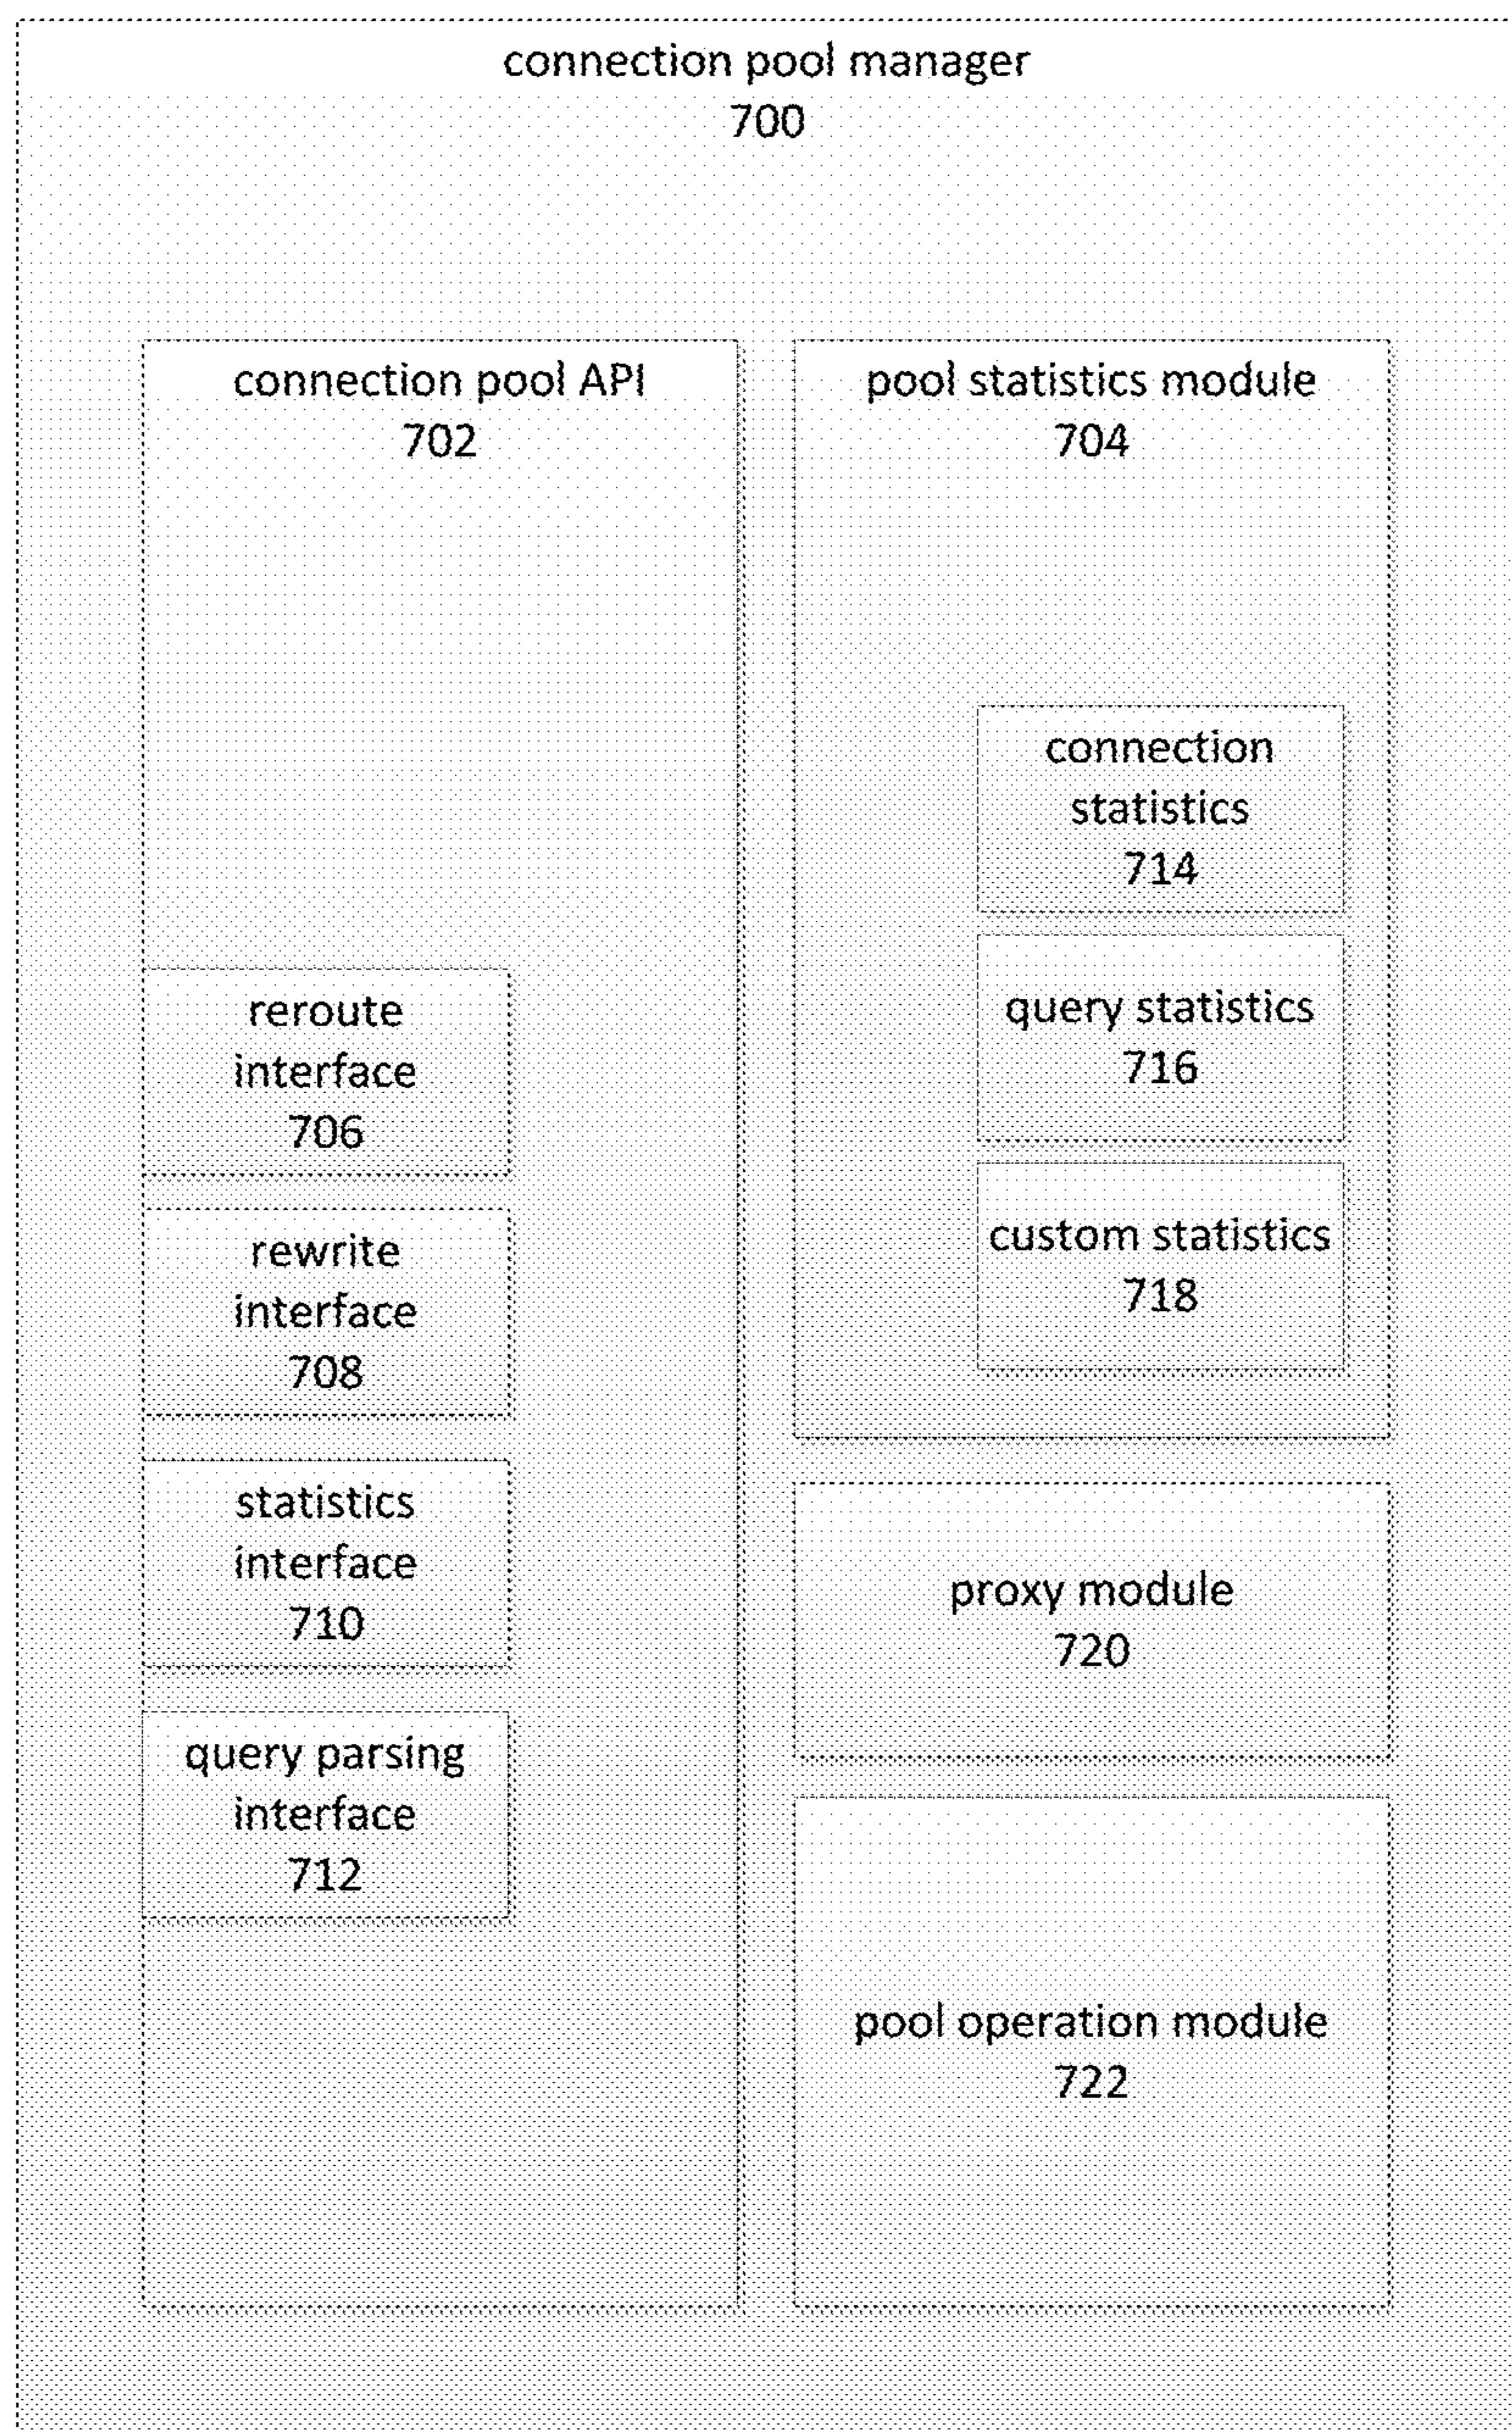 connection pool manager
700
connection pool API
702
reroute
interface
706
rewrite
interface
708
statistics
interface
710
query parsing
interface
712
pool statistics module
704
connection
statistics
714
query statistics
716
custom statistics
718
proxy module
720
pool operation module
722